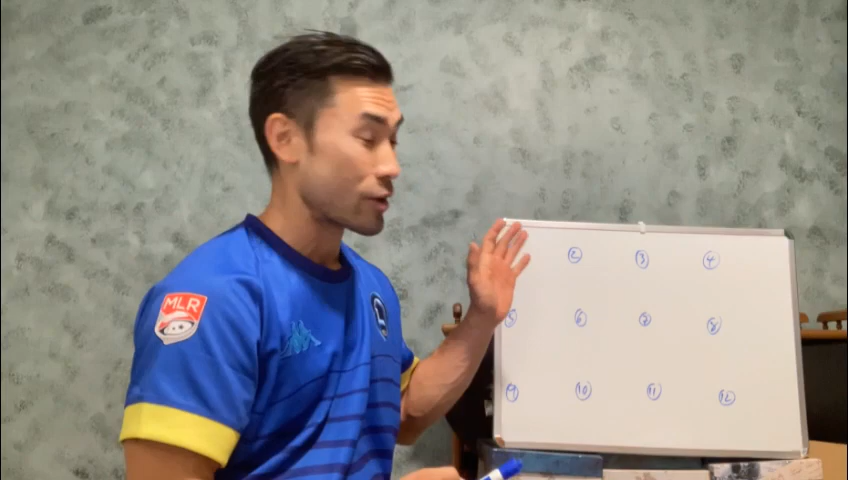 MLR
② ③ ④
⑤ ⑥ ⑦ ⑧
⑨ ⑩ ⑪ ⑫